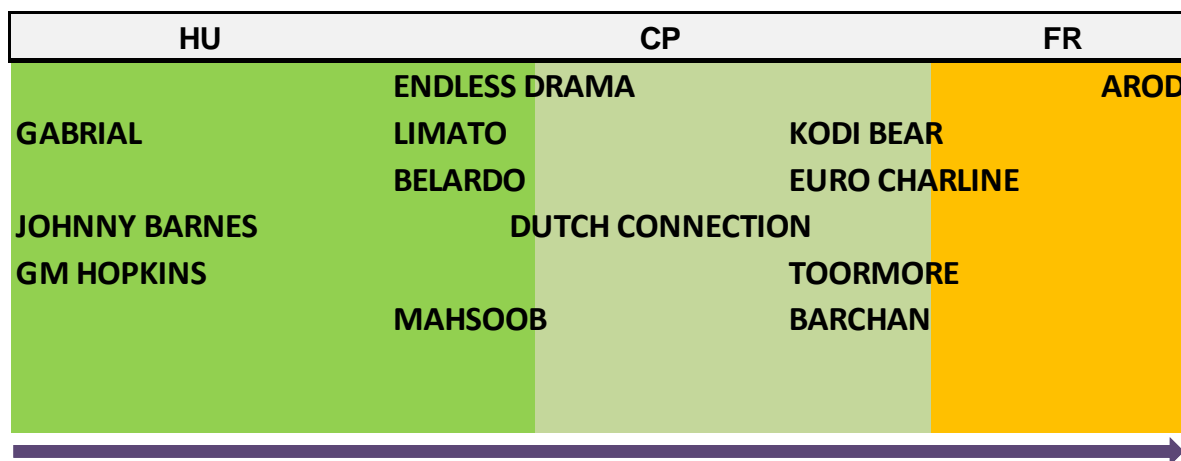 HU CP FR
ENDLESS DRAMA AROD
GABRIAL LIMATO KODI BEAR
BELARDO EURO CHARLINE
JOHNNY BARNES DUTCH CONNECTION
GM HOPKINS TOORMORE
MAHSOOB BARCHAN